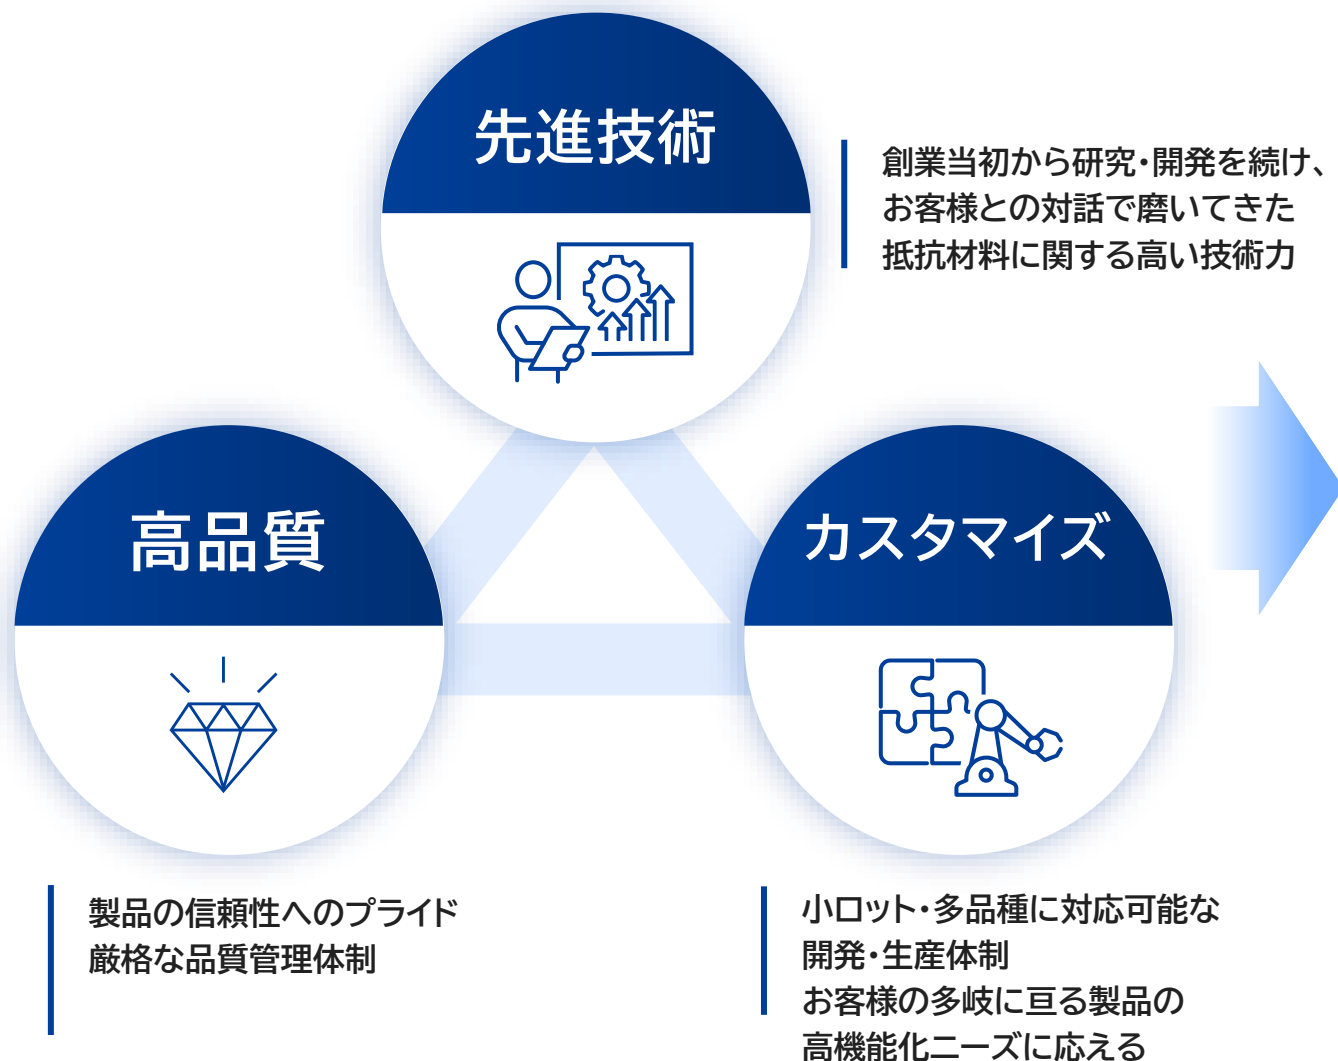 先進技術
創業当初から研究・開発を続け、
お客様との対話で磨いてきた
抵抗材料に関する高い技術力
高品質
カスタマイズ
製品の信頼性へのプライド
厳格な品質管理体制
小ロット・多品種に対応可能な
開発・生産体制
お客様の多岐に亘る製品の
高機能化ニーズに応える